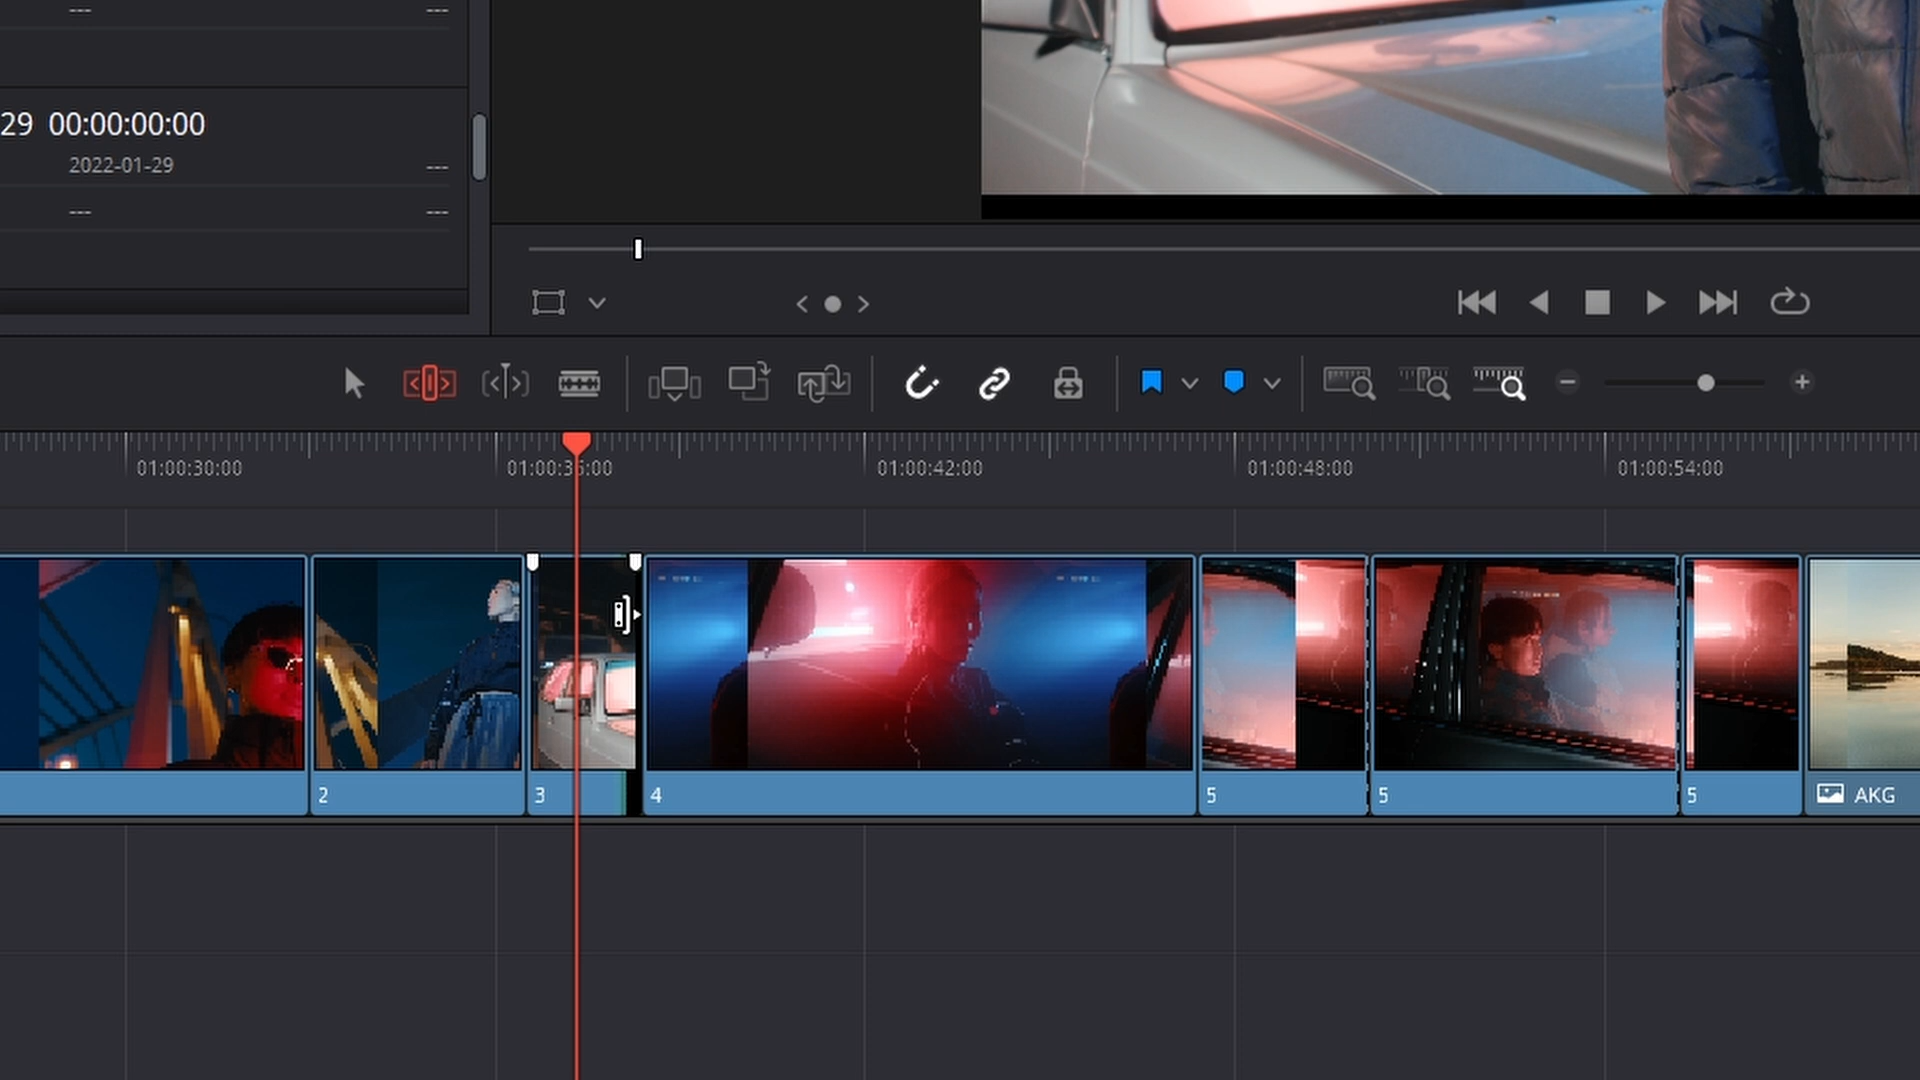 --- ---
29 00:00:00:00
2022-01-29 ---
--- ---
01:00:30:00 01:00:36:00 01:00:42:00 01:00:48:00 01:00:54:00
2 3 4 5 5 5 AKG